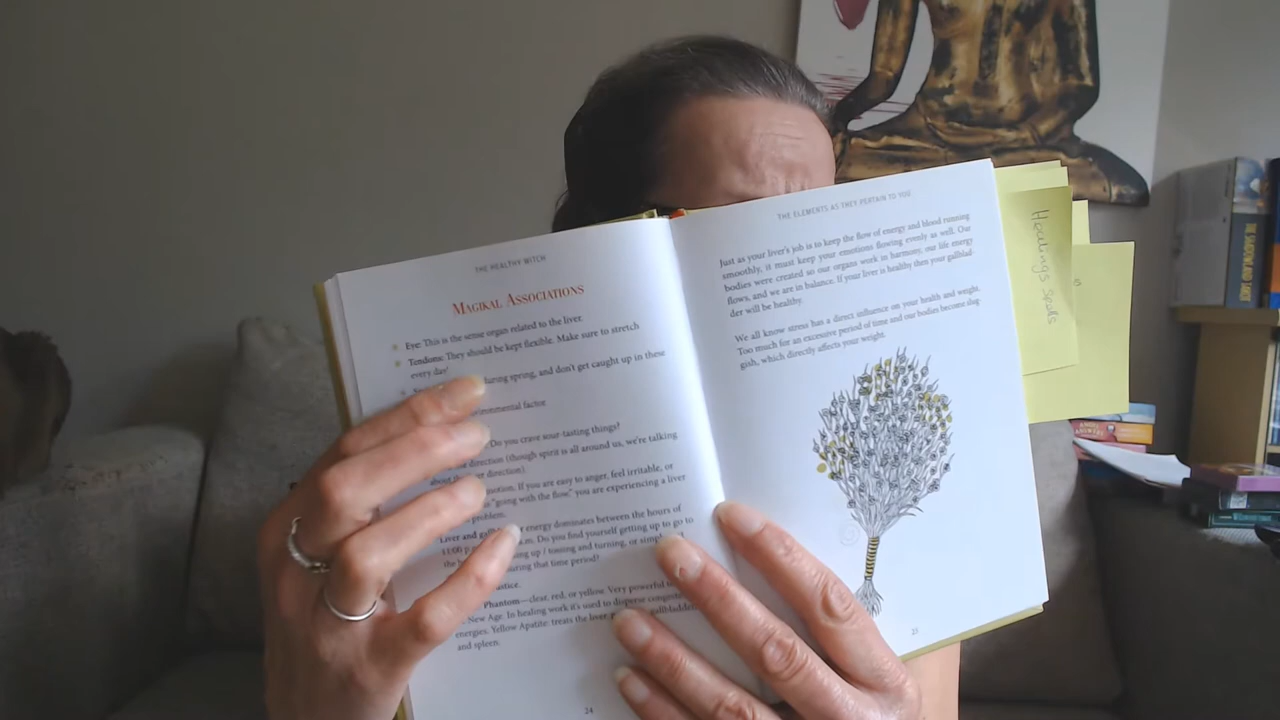 THE HEALTHY WITCH
MAGIKAL ASSOCIATIONS
Eye: This is the sense organ related to the liver.
Tendons: They should be kept flexible. Make sure to stretch
every day!
during spring, and don't get caught up in these
environmental factor.
Do you crave sour-tasting things?
direction (though spirit is all around us, we're talking
about the direction).
emotion. If you are easy to anger, feel irritable, or
"going with the flow," you are experiencing a liver
problem.
Liver and energy dominates between the hours of
11:00 p.m. Do you find yourself getting up to go to
up / tossing and turning, or
during that time period?
Phantom—clear, red, or yellow. Very powerful
New Age. In healing work it's used to disperse
energies. Yellow Apatite: treats the liver, gallbladder,
and spleen.
24
THE ELEMENTS AS THEY PERTAIN TO YOU
Just as your liver's job is to keep the flow of energy and blood running
smoothly, it must keep your emotions flowing evenly as well. Our
bodies were created so our organs work in harmony, our life energy
flows, and we are in balance. If your liver is healthy then your gallblad-
der will be healthy.
We all know stress has a direct influence on your health and weight.
Too much for an excessive period of time and our bodies become slug-
gish, which directly affects your weight.
25
Healings spells
s